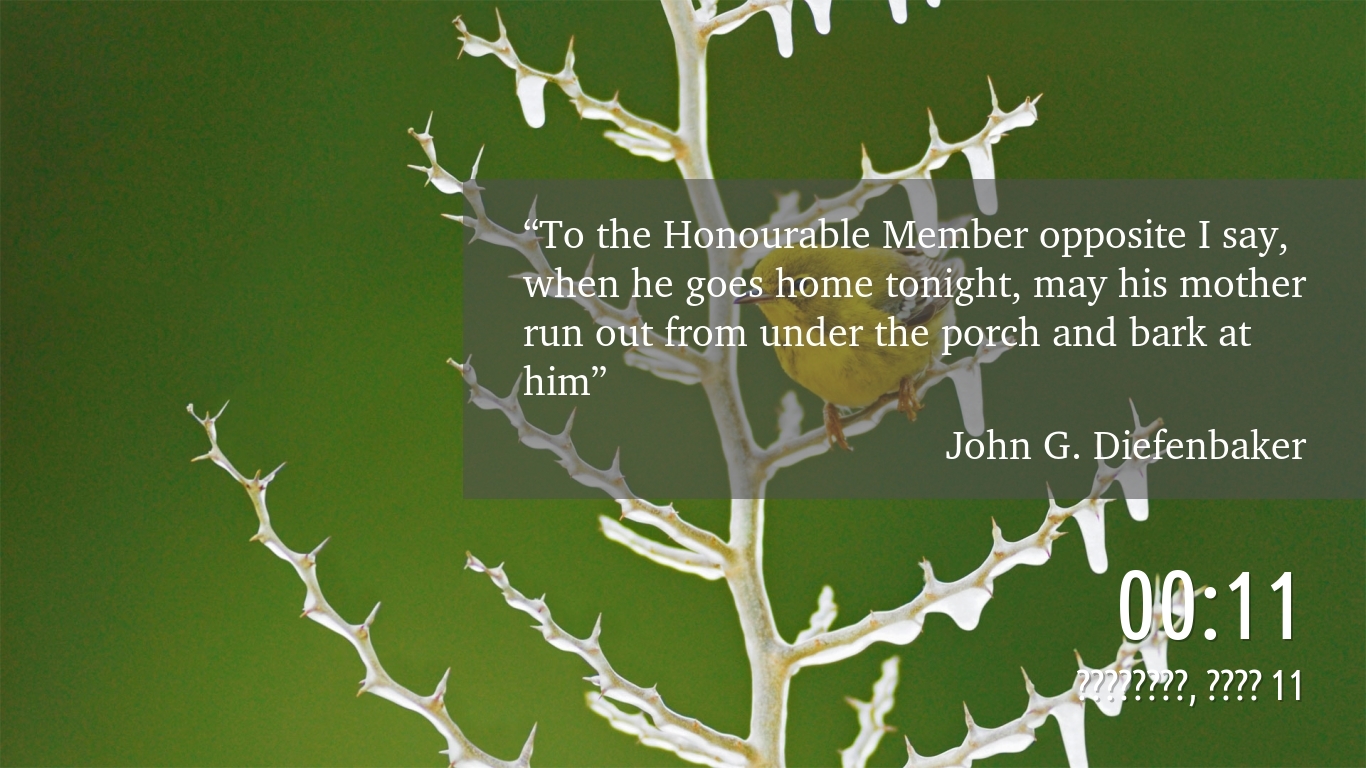 “To the Honourable Member opposite I say,
when he goes home tonight, may his mother
run out from under the porch and bark at
him”
John G. Diefenbaker
00:11
????????, ???? 11